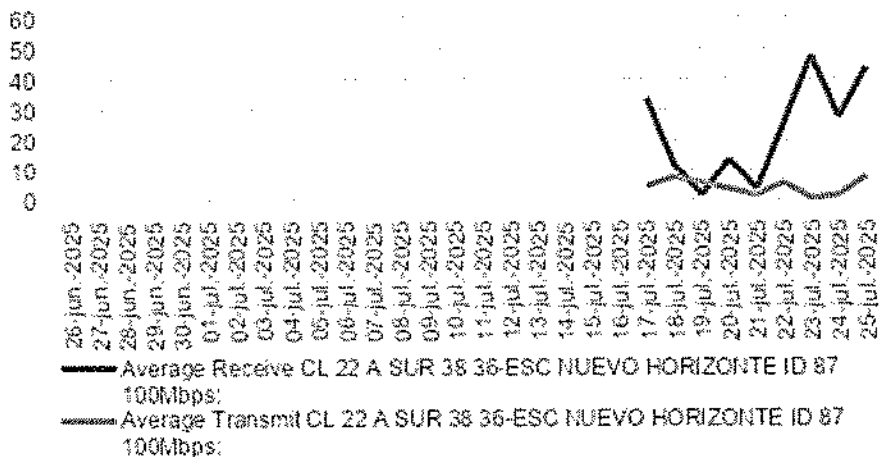 60
50
40
30
20
10
0
26-jun.-2025
27-jun.-2025
28-jun.-2025
29-jun.-2025
30-jun.-2025
01-jul.-2025
02-jul.-2025
03-jul.-2025
04-jul.-2025
05-jul.-2025
06-jul.-2025
07-jul.-2025
08-jul.-2025
09-jul.-2025
10-jul.-2025
11-jul.-2025
12-jul.-2025
13-jul.-2025
14-jul.-2025
15-jul.-2025
16-jul.-2025
17-jul.-2025
18-jul.-2025
19-jul.-2025
20-jul.-2025
21-jul.-2025
22-jul.-2025
23-jul.-2025
24-jul.-2025
25-jul.-2025
Average Receive CL 22 A SUR 38 36-ESC NUEVO HORIZONTE ID 87
100Mbps;
Average Transmit CL 22 A SUR 38 36-ESC NUEVO HORIZONTE ID 87
100Mbps;